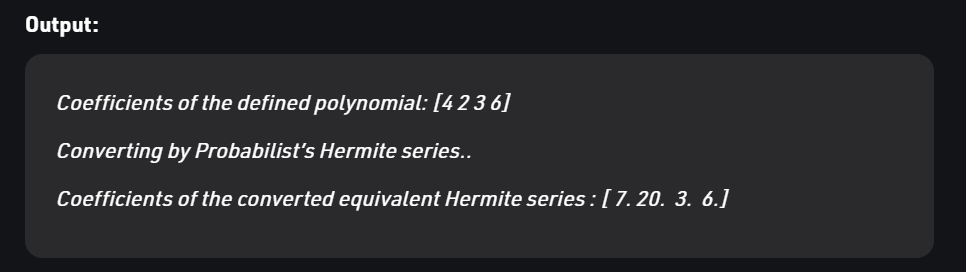 Output:
Coefficients of the defined polynomial: [4 2 3 6]
Converting by Probabilist’s Hermite series..
Coefficients of the converted equivalent Hermite series : [ 7. 20.  3.  6.]